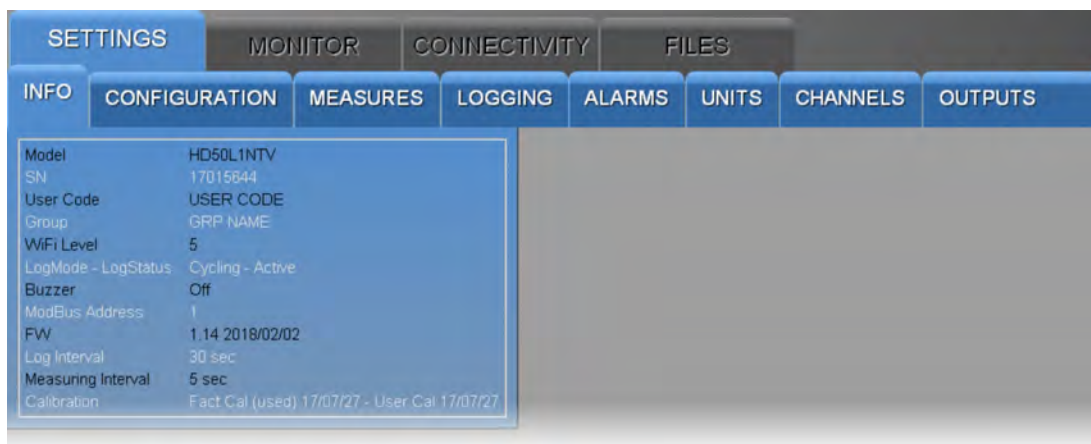 SETTINGS MONITOR CONNECTIVITY FILES
INFO CONFIGURATION MEASURES LOGGING ALARMS UNITS CHANNELS OUTPUTS
Model HD50L1NTV
SN 17015644
User Code USER CODE
Group GRP NAME
WiFi Level 5
LogMode - LogStatus Cycling - Active
Buzzer Off
ModBus Address 1
FW 1.14 2018/02/02
Log Interval 30 sec
Measuring Interval 5 sec
Calibration Fact Cal (used) 17/07/27 - User Cal 17/07/27